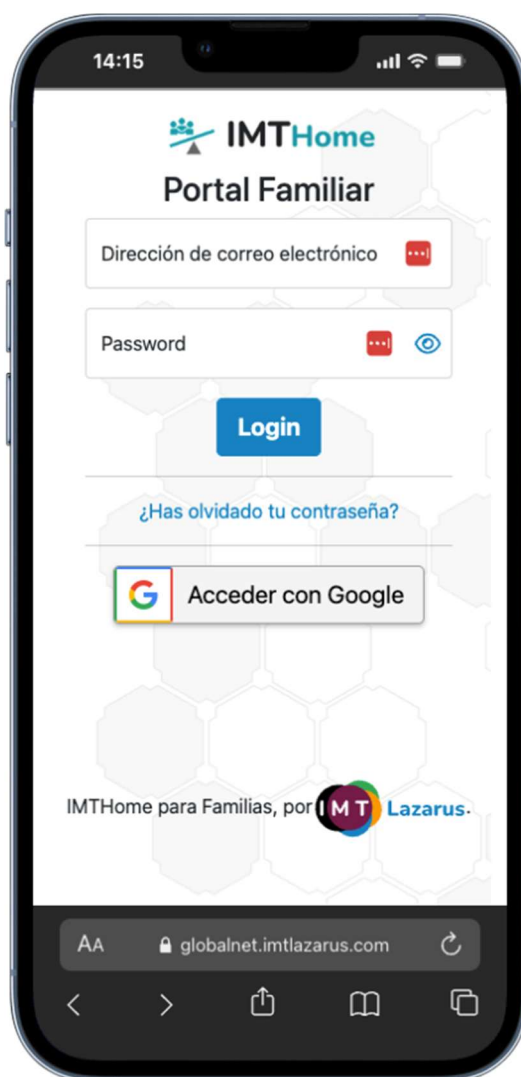 14:15
IMTHome
Portal Familiar
Dirección de correo electrónico
Password
Login
¿Has olvidado tu contraseña?
G Acceder con Google
IMTHome para Familias, por IMT Lazarus.
AA globalnet.imtlazarus.com